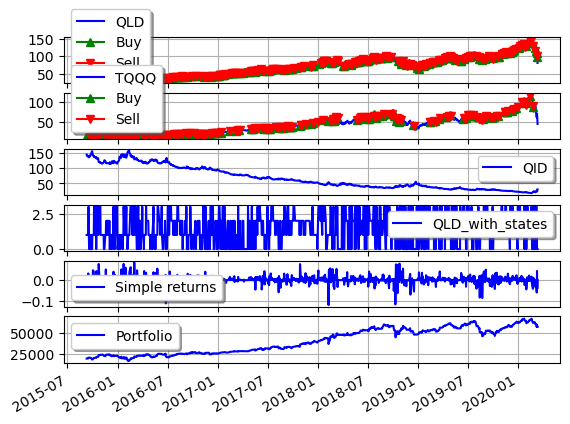 150
100
50
QLD
Buy
Sell
100
50
TQQQ
Buy
Sell
150
100
50
QID
2.5
0.0
QLD_with_states
0.0
−0.1
Simple returns
50000
25000
Portfolio
2015-07
2016-01
2016-07
2017-01
2017-07
2018-01
2018-07
2019-01
2019-07
2020-01